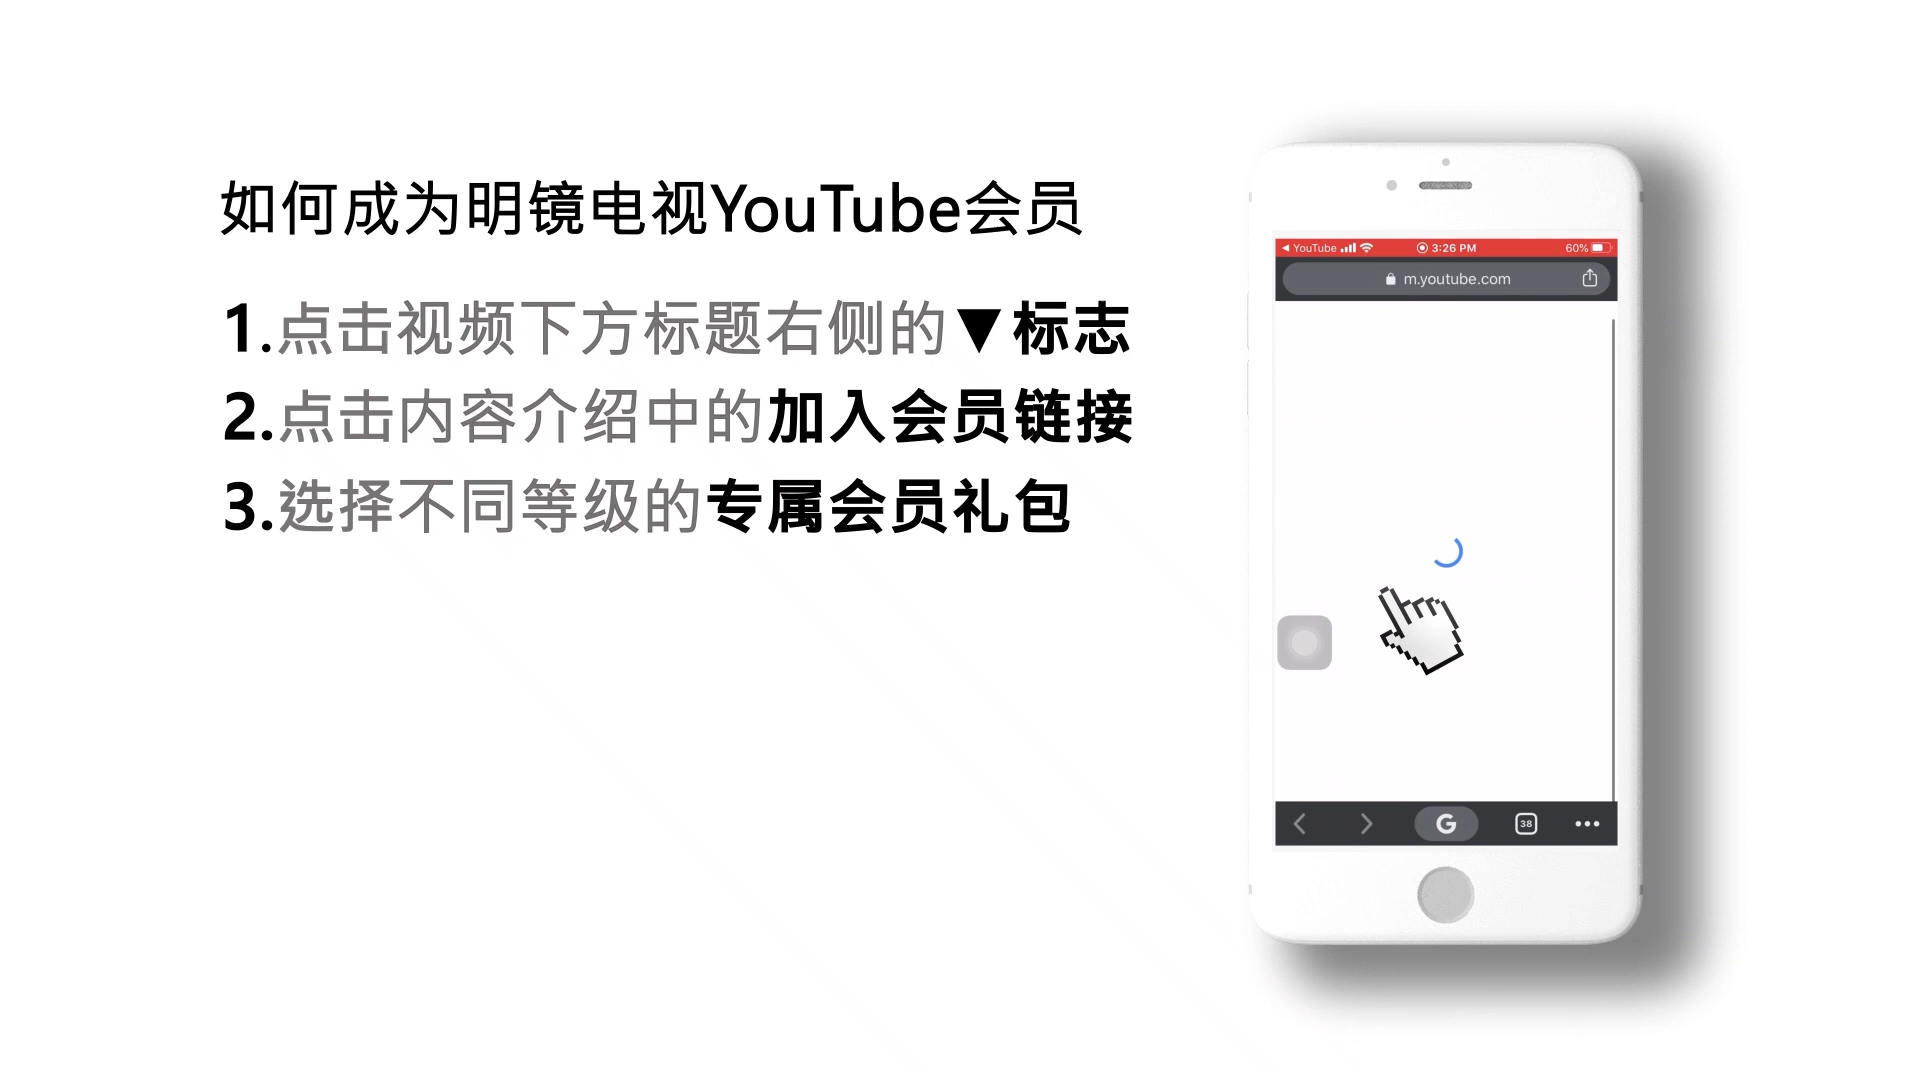 如何成为明镜电视YouTube会员
1.点击视频下方标题右侧的▼标志
2.点击内容介绍中的加入会员链接
3.选择不同等级的专属会员礼包
◀ YouTube 3:26 PM 60%
m.youtube.com
G 38